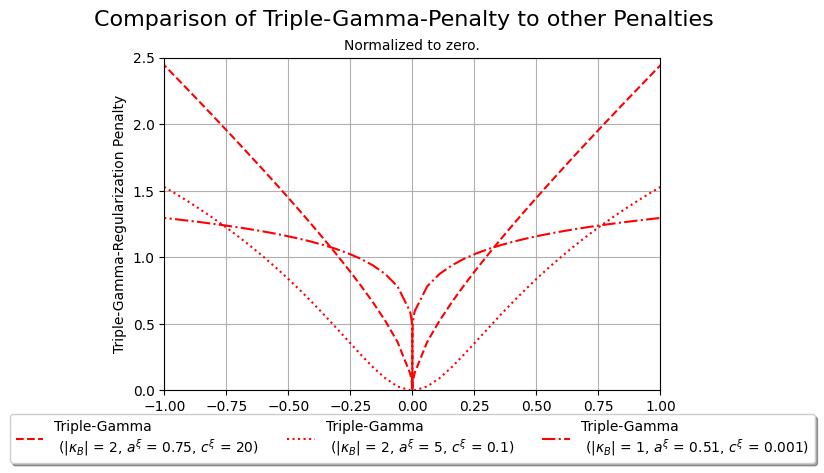 Comparison of Triple-Gamma-Penalty to other Penalties
Normalized to zero.
Triple-Gamma-Regularization Penalty
2.5
2.0
1.5
1.0
0.5
0.0
−1.00 −0.75 −0.50 −0.25 0.00 0.25 0.50 0.75 1.00
Triple-Gamma
(|κ_B| = 2, a^ξ = 0.75, c^ξ = 20)
Triple-Gamma
(|κ_B| = 2, a^ξ = 5, c^ξ = 0.1)
Triple-Gamma
(|κ_B| = 1, a^ξ = 0.51, c^ξ = 0.001)